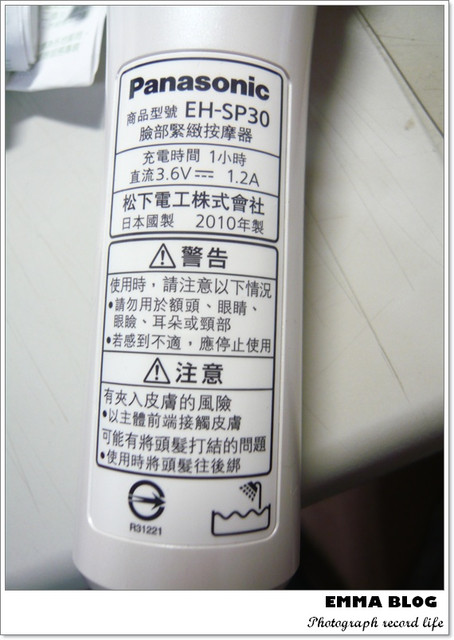 Panasonic
商品型號 EH-SP30
臉部緊緻按摩器
充電時間 1小時
直流3.6V⎓ 1.2A
松下電工株式會社
日本國製 2010年製
⚠警告
使用時，請注意以下情況
•請勿用於額頭、眼睛、
眼瞼、耳朵或頸部
•若感到不適，應停止使用
⚠注意
有夾入皮膚的風險
•以主體前端接觸皮膚
可能有將頭髮打結的問題
•使用時將頭髮往後綁
R31221
EMMA BLOG
Photograph record life